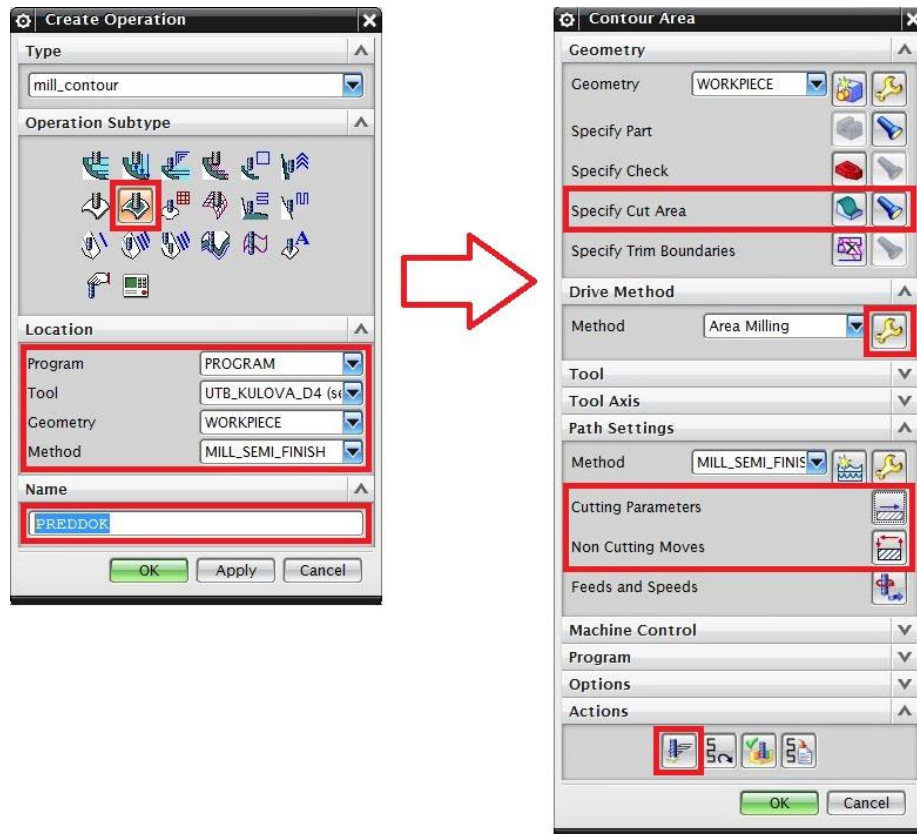 Create Operation
Type
mill_contour
Operation Subtype
Location
Program PROGRAM
Tool UTB_KULOVA_D4 (se
Geometry WORKPIECE
Method MILL_SEMI_FINISH
Name
PREDDOK
OK Apply Cancel
Contour Area
Geometry
Geometry WORKPIECE
Specify Part
Specify Check
Specify Cut Area
Specify Trim Boundaries
Drive Method
Method Area Milling
Tool
Tool Axis
Path Settings
Method MILL_SEMI_FINIS
Cutting Parameters
Non Cutting Moves
Feeds and Speeds
Machine Control
Program
Options
Actions
OK Cancel